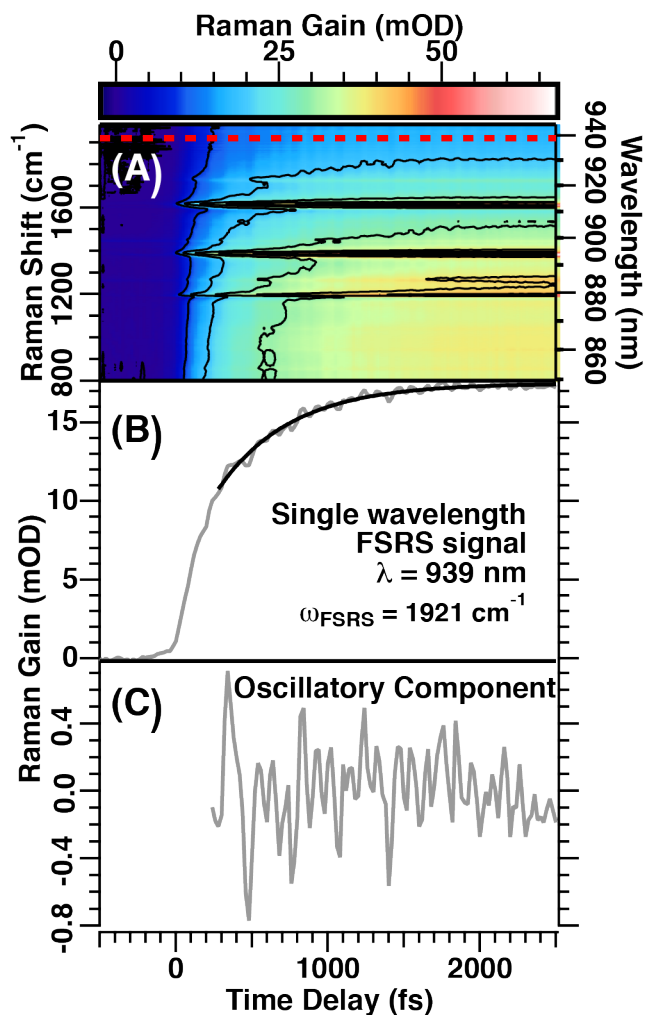 Raman Gain (mOD)
0 25 50
(A)
Raman Shift (cm-1)
1600
1200
800
940
920
900
880
860
Wavelength (nm)
(B)
15
10
5
0
Single wavelength
FSRS signal
λ = 939 nm
ωFSRS = 1921 cm-1
Raman Gain (mOD)
(C)
Oscillatory Component
0.4
0.0
-0.4
-0.8
0 1000 2000
Time Delay (fs)